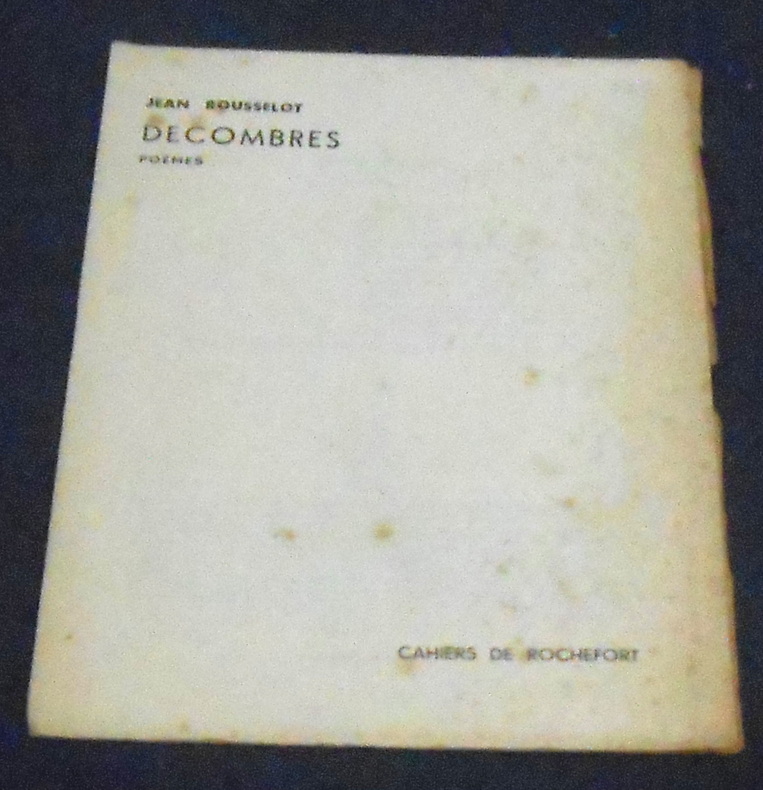 JEAN ROUSSELOT
DECOMBRES
POEMES
CAHIERS DE ROCHEFORT